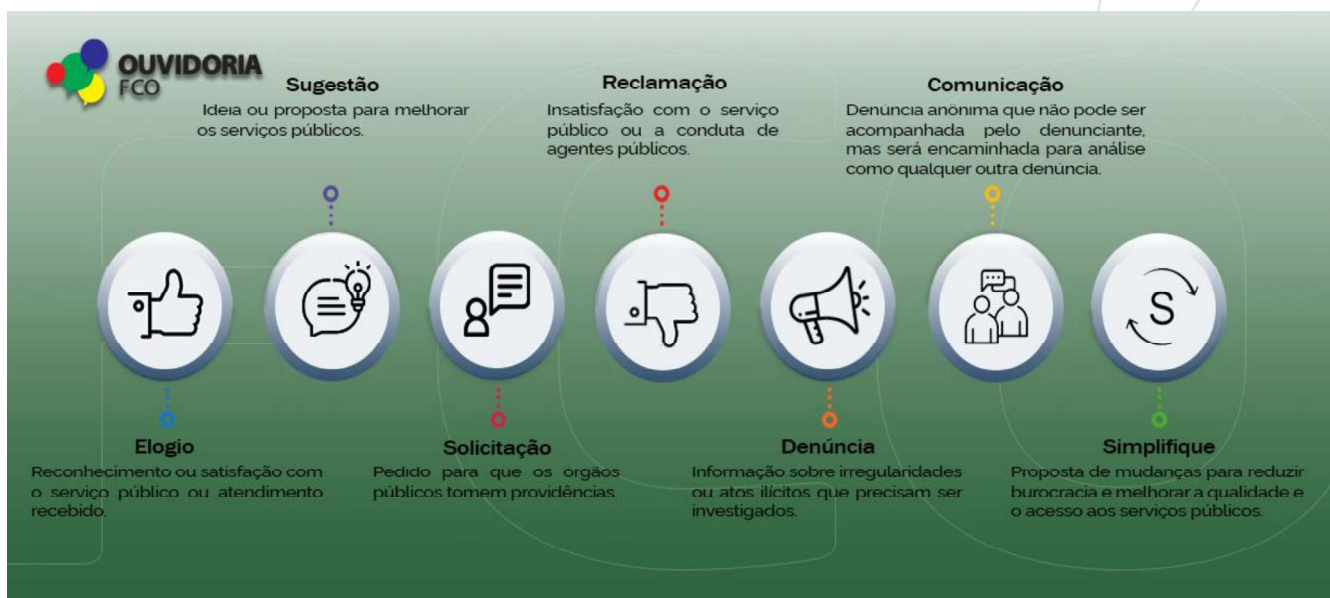 OUVIDORIA
FCO
Sugestão
Ideia ou proposta para melhorar
os serviços públicos.
Reclamação
Insatisfação com o serviço
público ou a conduta de
agentes públicos.
Comunicação
Denúncia anônima que não pode ser
acompanhada pelo denunciante,
mas será encaminhada para análise
como qualquer outra denúncia.
S
Elogio
Reconhecimento ou satisfação com
o serviço público ou atendimento
recebido.
Solicitação
Pedido para que os órgãos
públicos tomem providências.
Denúncia
Informação sobre irregularidades
ou atos ilícitos que precisam ser
investigados.
Simplifique
Proposta de mudanças para reduzir
burocracia e melhorar a qualidade e
o acesso aos serviços públicos.